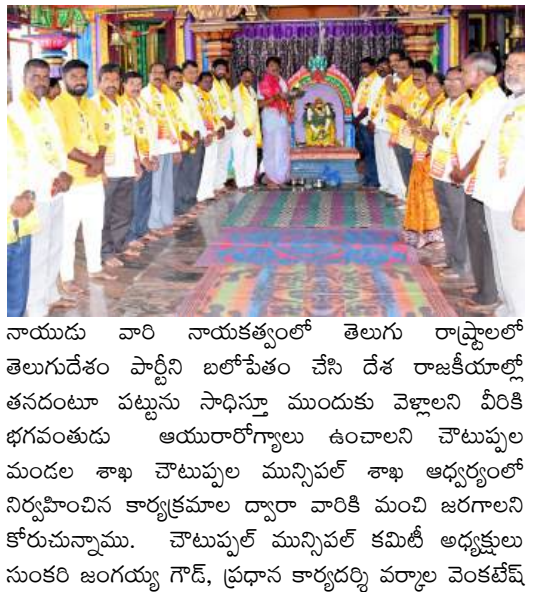 నాయుడు వారి నాయకత్వంలో తెలుగు రాష్ట్రాలలో
తెలుగుదేశం పార్టీని బలోపేతం చేసి దేశ రాజకీయాల్లో
తనదంటూ పట్టును సాధిస్తూ ముందుకు వెళ్లాలని వీరికి
భగవంతుడు ఆయురారోగ్యాలు ఉంచాలని చౌటుప్పల
మండల శాఖ చౌటుప్పల మున్సిపల్ శాఖ ఆధ్వర్యంలో
నిర్వహించిన కార్యక్రమాల ద్వారా వారికి మంచి జరగాలని
కోరుచున్నాము. చౌటుప్పల్ మున్సిపల్ కమిటీ అధ్యక్షులు
సుంకరి జంగయ్య గౌడ్, ప్రధాన కార్యదర్శి వర్కాల వెంకటేష్